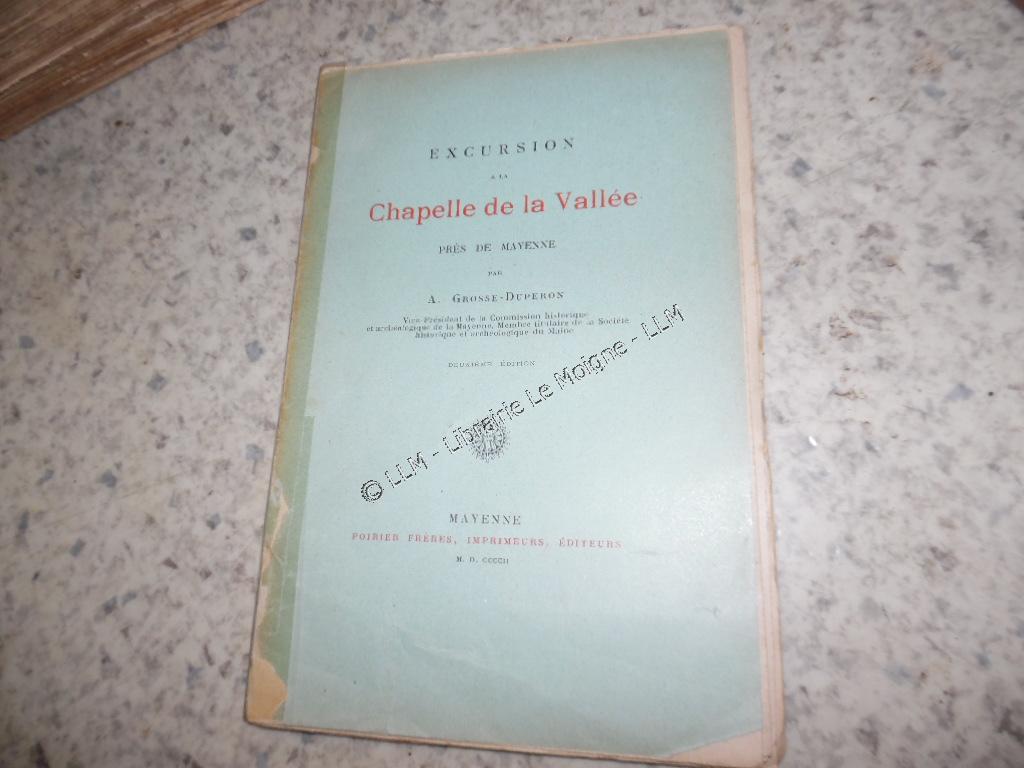 EXCURSION
A LA
Chapelle de la Vallée
PRÈS DE MAYENNE
PAR
A. GROSSE-DUPERON
Vice-Président de la Commission historique
et archéologique de la Mayenne, Membre titulaire de la Société
historique et archéologique du Maine
DEUXIÈME ÉDITION
© LLM - Librairie Le Moigne - LLM
MAYENNE
POIRIER FRÈRES, IMPRIMEURS, ÉDITEURS
M. D. CCCCII